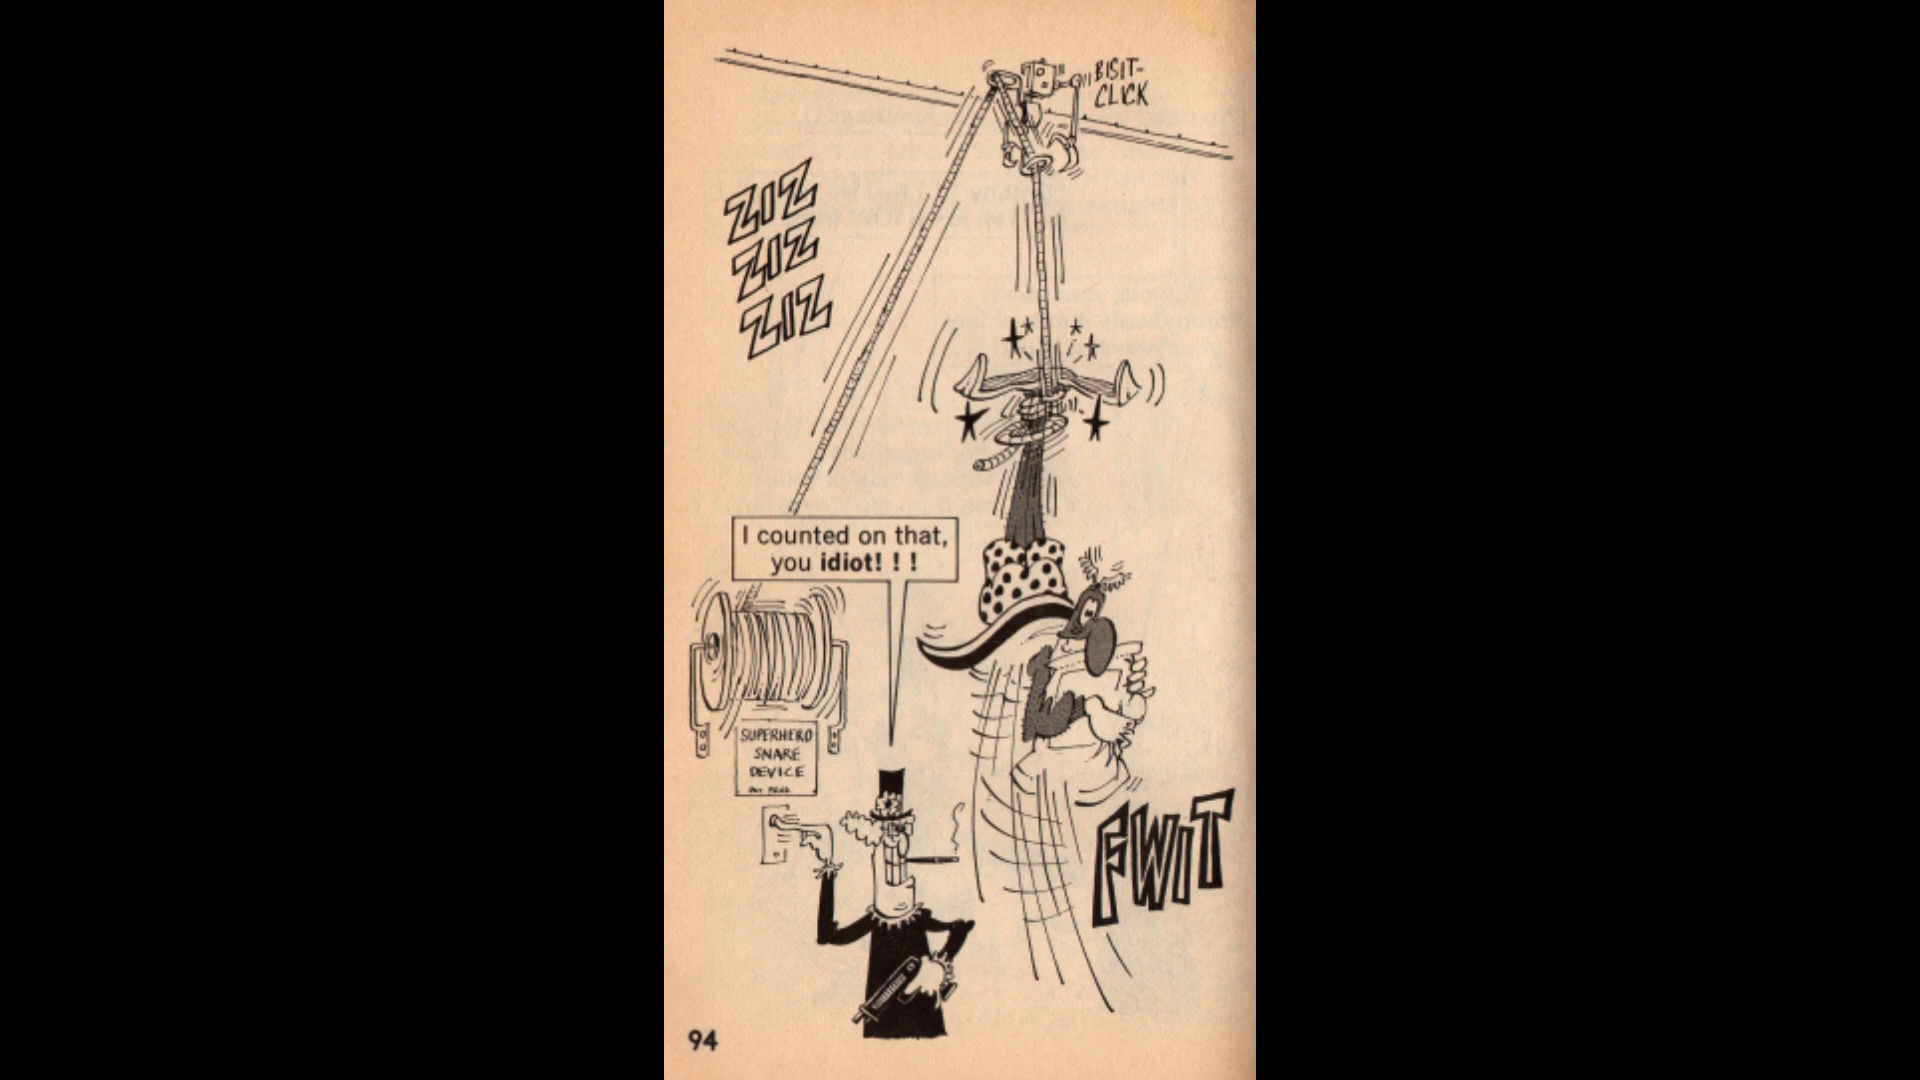 BISIT-
CLICK
ZIZ
ZIZ
ZIZ
I counted on that,
you idiot! ! !
SUPERHERO
SNARE
DEVICE
FWIT
94